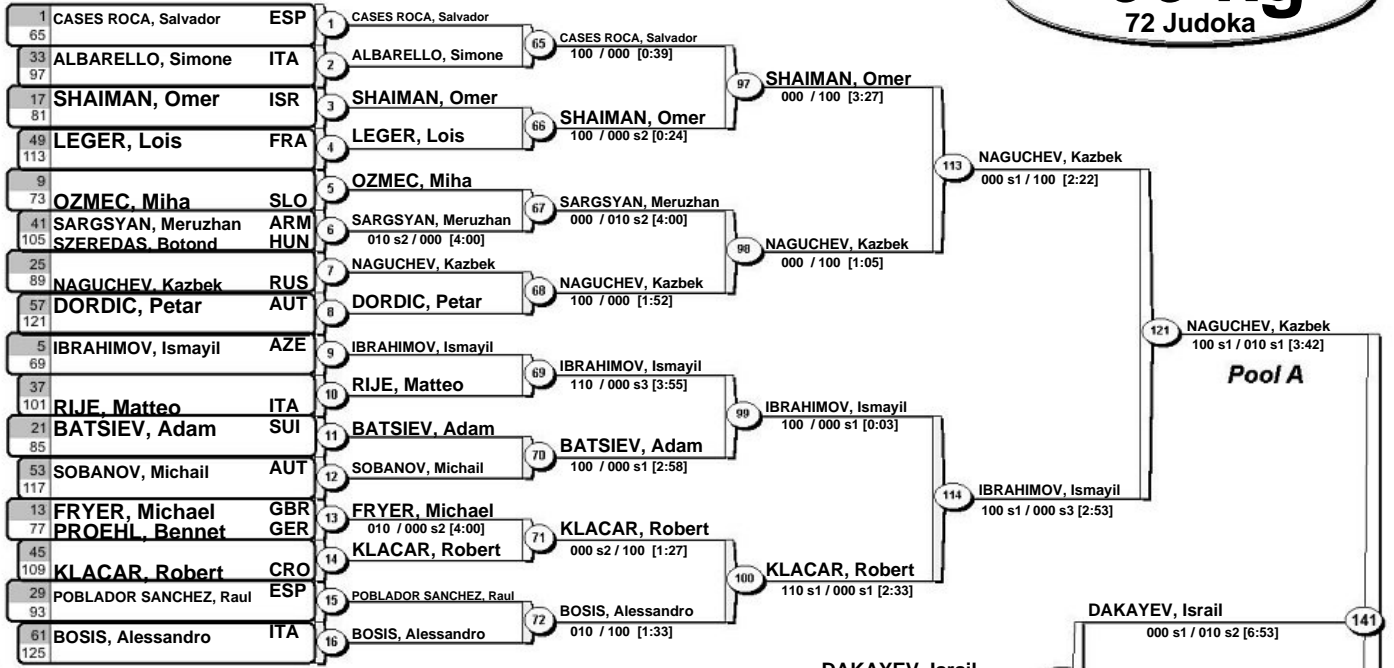 72 Judoka
1 CASES ROCA, Salvador ESP
65
33 ALBARELLO, Simone ITA
97
17 SHAIMAN, Omer ISR
81
49 LEGER, Lois FRA
113
9
73 OZMEC, Miha SLO
41 SARGSYAN, Meruzhan ARM
105 SZEREDAS, Botond HUN
25
89 NAGUCHEV, Kazbek RUS
57 DORDIC, Petar AUT
121
5 IBRAHIMOV, Ismayil AZE
69
37
101 RIJE, Matteo ITA
21 BATSIEV, Adam SUI
85
53 SOBANOV, Michail AUT
117
13 FRYER, Michael GBR
77 PROEHL, Bennet GER
45
109 KLACAR, Robert CRO
29 POBLADOR SANCHEZ, Raul ESP
93
61 BOSIS, Alessandro ITA
125
1 CASES ROCA, Salvador
2 ALBARELLO, Simone
3 SHAIMAN, Omer
4 LEGER, Lois
5 OZMEC, Miha
6 SARGSYAN, Meruzhan
010 s2 / 000 [4:00]
7 NAGUCHEV, Kazbek
8 DORDIC, Petar
9 IBRAHIMOV, Ismayil
10 RIJE, Matteo
11 BATSIEV, Adam
12 SOBANOV, Michail
13 FRYER, Michael
010 / 000 s2 [4:00]
14 KLACAR, Robert
15 POBLADOR SANCHEZ, Raul
16 BOSIS, Alessandro
65 CASES ROCA, Salvador
100 / 000 [0:39]
66 SHAIMAN, Omer
100 / 000 s2 [0:24]
67 SARGSYAN, Meruzhan
000 / 010 s2 [4:00]
68 NAGUCHEV, Kazbek
100 / 000 [1:52]
69 IBRAHIMOV, Ismayil
110 / 000 s3 [3:55]
70 BATSIEV, Adam
100 / 000 s1 [2:58]
71 KLACAR, Robert
000 s2 / 100 [1:27]
72 BOSIS, Alessandro
010 / 100 [1:33]
97 SHAIMAN, Omer
000 / 100 [3:27]
98 NAGUCHEV, Kazbek
000 / 100 [1:05]
99 IBRAHIMOV, Ismayil
100 / 000 s1 [0:03]
100 KLACAR, Robert
110 s1 / 000 s1 [2:33]
113 NAGUCHEV, Kazbek
000 s1 / 100 [2:22]
114 IBRAHIMOV, Ismayil
100 s1 / 000 s3 [2:53]
121 NAGUCHEV, Kazbek
100 s1 / 010 s1 [3:42]
Pool A
DAKAYEV, Israil
000 s1 / 010 s2 [6:53]
141
DAKAYEV, Israil